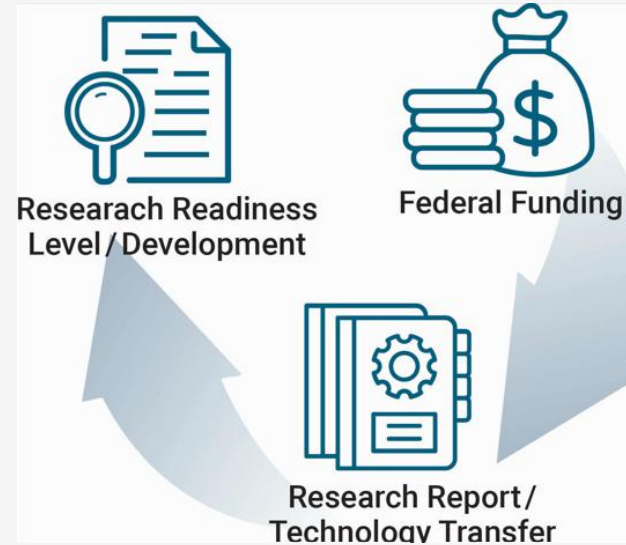 $
Researach Readiness
Level/Development
Federal Funding
Research Report/
Technology Transfer